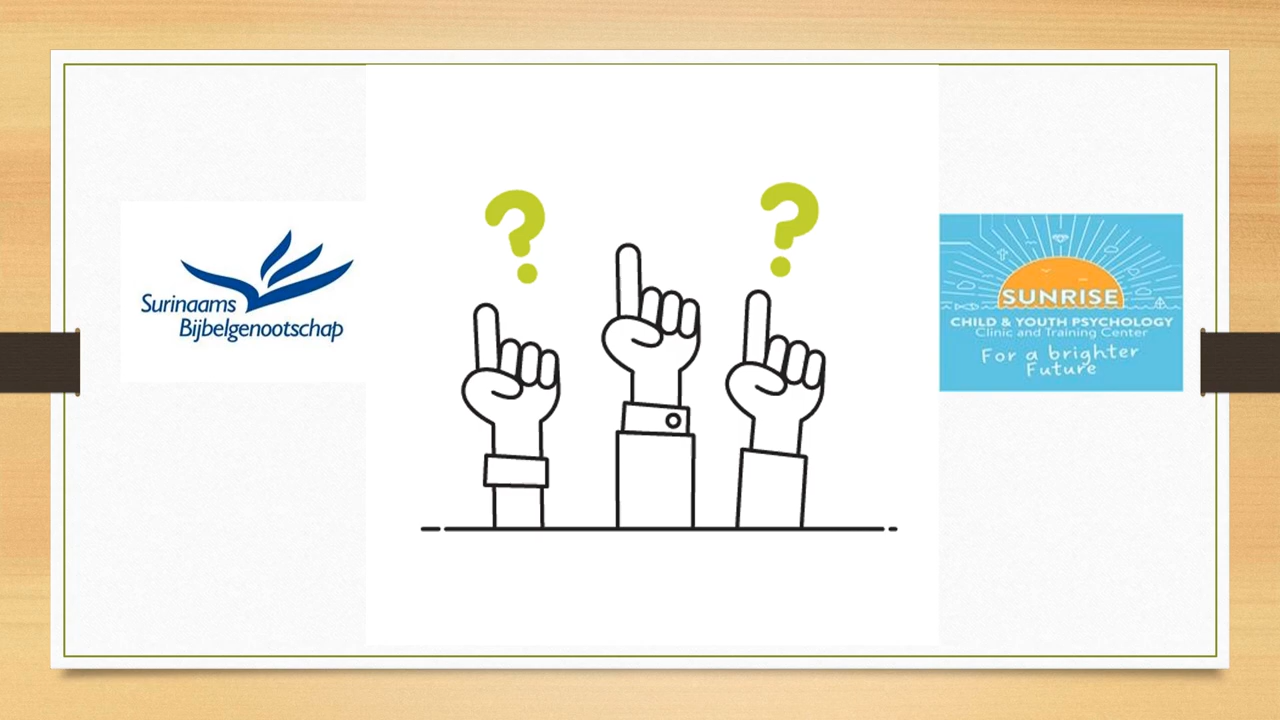 Surinaams
Bijbelgenootschap
? ?
SUNRISE
CHILD & YOUTH PSYCHOLOGY
Clinic and Training Center
For a brighter
Future